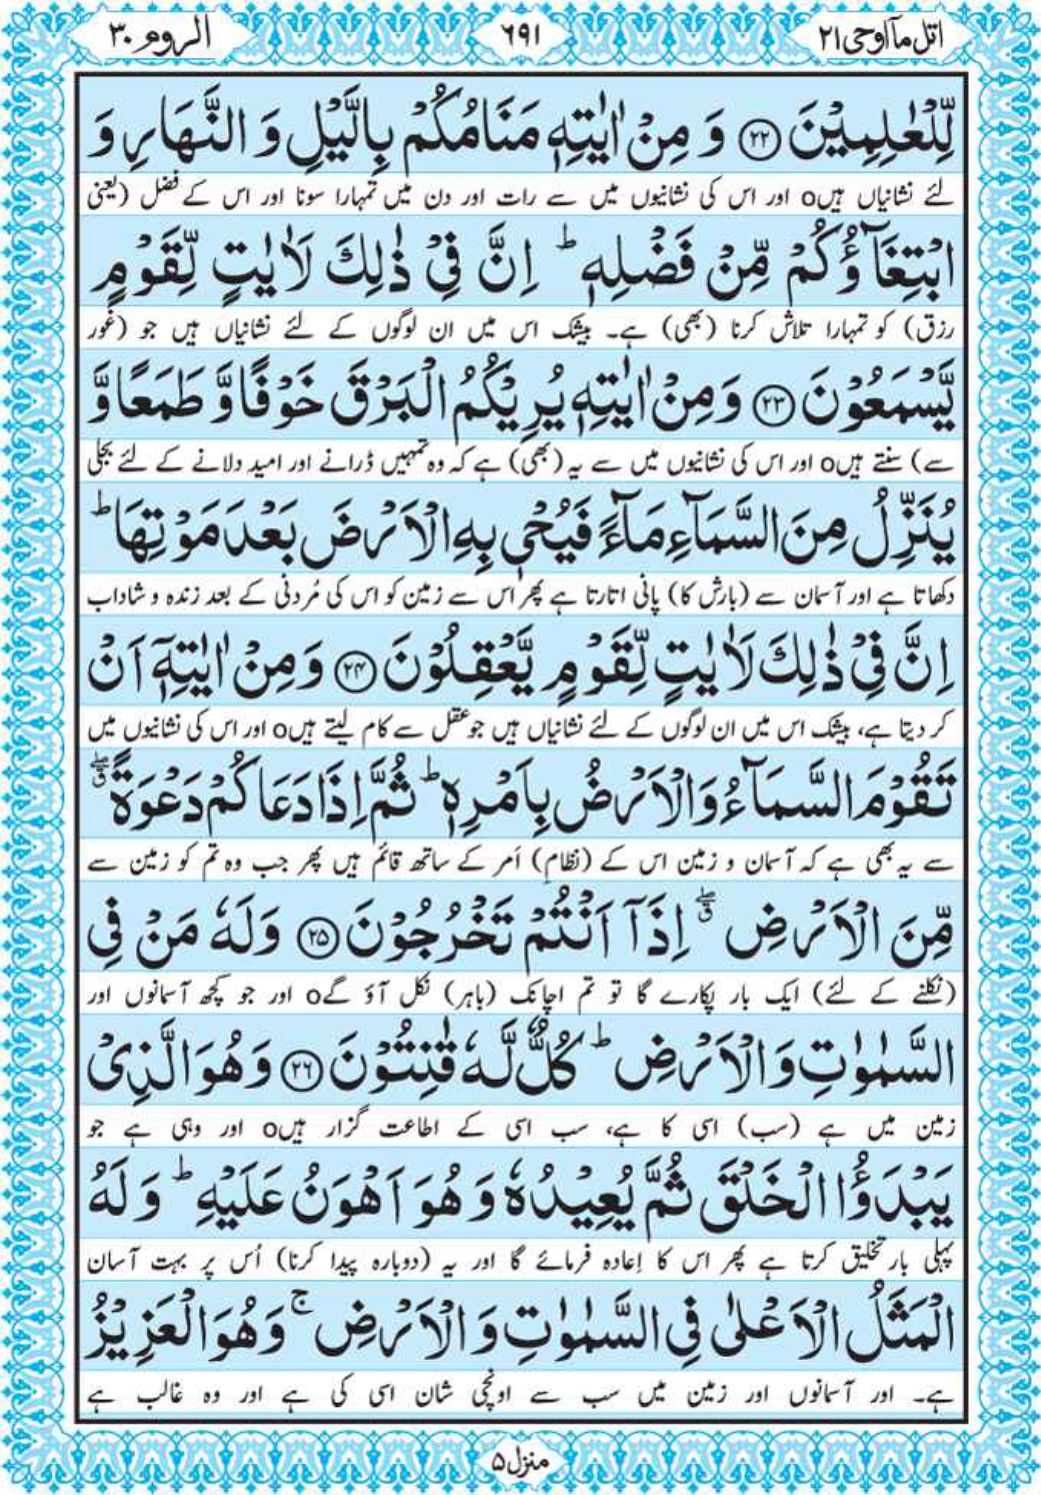 اتل مآ اوحی ۲۱
۶۹۱
الروم ۳۰
لِّلْعٰلِمِيْنَ ﴿۲۲﴾ وَ مِنْ اٰيٰتِهٖ مَنَامُكُمْ بِالَّيْلِ وَ النَّهَارِ وَ
لئے نشانیاں ہیںo اور اس کی نشانیوں میں سے رات اور دن میں تمہارا سونا اور اس کے فضل (یعنی
ابْتِغَآؤُكُمْ مِّنْ فَضْلِهٖ ؕ اِنَّ فِيْ ذٰلِكَ لَاٰيٰتٍ لِّقَوْمٍ
رزق) کو تمہارا تلاش کرنا (بھی) ہے۔ بیشک اس میں ان لوگوں کے لئے نشانیاں ہیں جو (غور
يَّسْمَعُوْنَ ﴿۲۳﴾ وَ مِنْ اٰيٰتِهٖ يُرِيْكُمُ الْبَرْقَ خَوْفًا وَّ طَمَعًا وَّ
سے) سنتے ہیںo اور اس کی نشانیوں میں سے یہ (بھی) ہے کہ وہ تمہیں ڈرانے اور امید دلانے کے لئے بجلی
يُنَزِّلُ مِنَ السَّمَآءِ مَآءً فَيُحْيٖ بِهِ الْاَرْضَ بَعْدَ مَوْتِهَا ؕ
دکھاتا ہے اور آسمان سے (بارش کا) پانی اتارتا ہے پھر اُس سے زمین کو اس کی مُردنی کے بعد زندہ و شاداب
اِنَّ فِيْ ذٰلِكَ لَاٰيٰتٍ لِّقَوْمٍ يَّعْقِلُوْنَ ﴿۲۴﴾ وَ مِنْ اٰيٰتِهٖۤ اَنْ
کر دیتا ہے، بیشک اس میں ان لوگوں کے لئے نشانیاں ہیں جو عقل سے کام لیتے ہیںo اور اس کی نشانیوں میں
تَقُوْمَ السَّمَآءُ وَ الْاَرْضُ بِاَمْرِهٖ ؕ ثُمَّ اِذَا دَعَاكُمْ دَعْوَةً ۖۗ
سے یہ بھی ہے کہ آسمان و زمین اس کے (نظامِ) اَمر کے ساتھ قائم ہیں پھر جب وہ تم کو زمین سے
مِّنَ الْاَرْضِ ۖۗ اِذَاۤ اَنْتُمْ تَخْرُجُوْنَ ﴿۲۵﴾ وَ لَهٗ مَنْ فِي
(نکلنے کے لئے) ایک بار پکارے گا تو تم اچانک (باہر) نکل آؤ گےo اور جو کچھ آسمانوں اور
السَّمٰوٰتِ وَ الْاَرْضِ ؕ كُلٌّ لَّهٗ قٰنِتُوْنَ ﴿۲۶﴾ وَ هُوَ الَّذِيْ
زمین میں ہے (سب) اسی کا ہے، سب اسی کے اطاعت گزار ہیںo اور وہی ہے جو
يَبْدَؤُا الْخَلْقَ ثُمَّ يُعِيْدُهٗ وَ هُوَ اَهْوَنُ عَلَيْهِ ؕ وَ لَهُ
پہلی بار تخلیق کرتا ہے پھر اس کا اِعادہ فرمائے گا اور یہ (دوبارہ پیدا کرنا) اُس پر بہت آسان
الْمَثَلُ الْاَعْلٰى فِي السَّمٰوٰتِ وَ الْاَرْضِ ۚ وَ هُوَ الْعَزِيْزُ
ہے۔ اور آسمانوں اور زمین میں سب سے اونچی شان اسی کی ہے اور وہ غالب ہے
منزل ۵